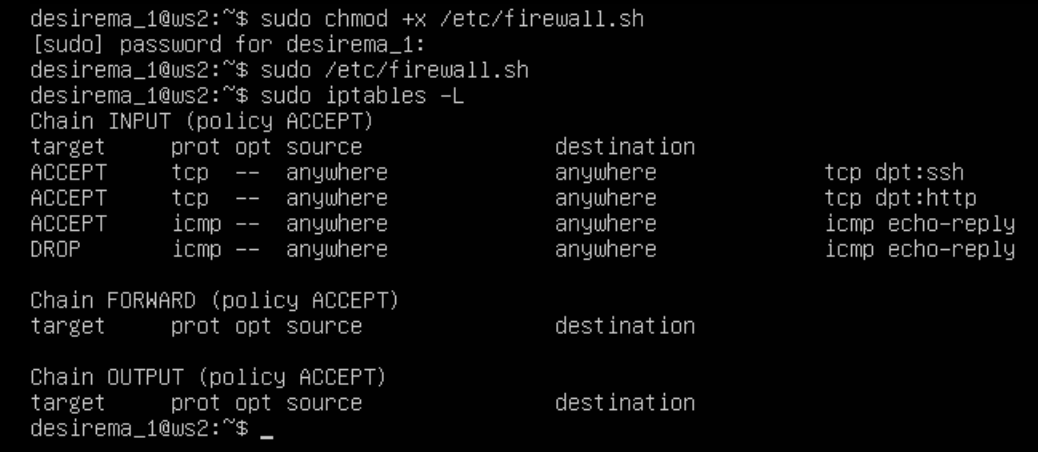 desirema_1@ws2:~$ sudo chmod +x /etc/firewall.sh
[sudo] password for desirema_1:
desirema_1@ws2:~$ sudo /etc/firewall.sh
desirema_1@ws2:~$ sudo iptables -L
Chain INPUT (policy ACCEPT)
target     prot opt source               destination
ACCEPT     tcp  --  anywhere             anywhere             tcp dpt:ssh
ACCEPT     tcp  --  anywhere             anywhere             tcp dpt:http
ACCEPT     icmp --  anywhere             anywhere             icmp echo-reply
DROP       icmp --  anywhere             anywhere             icmp echo-reply

Chain FORWARD (policy ACCEPT)
target     prot opt source               destination

Chain OUTPUT (policy ACCEPT)
target     prot opt source               destination
desirema_1@ws2:~$ _